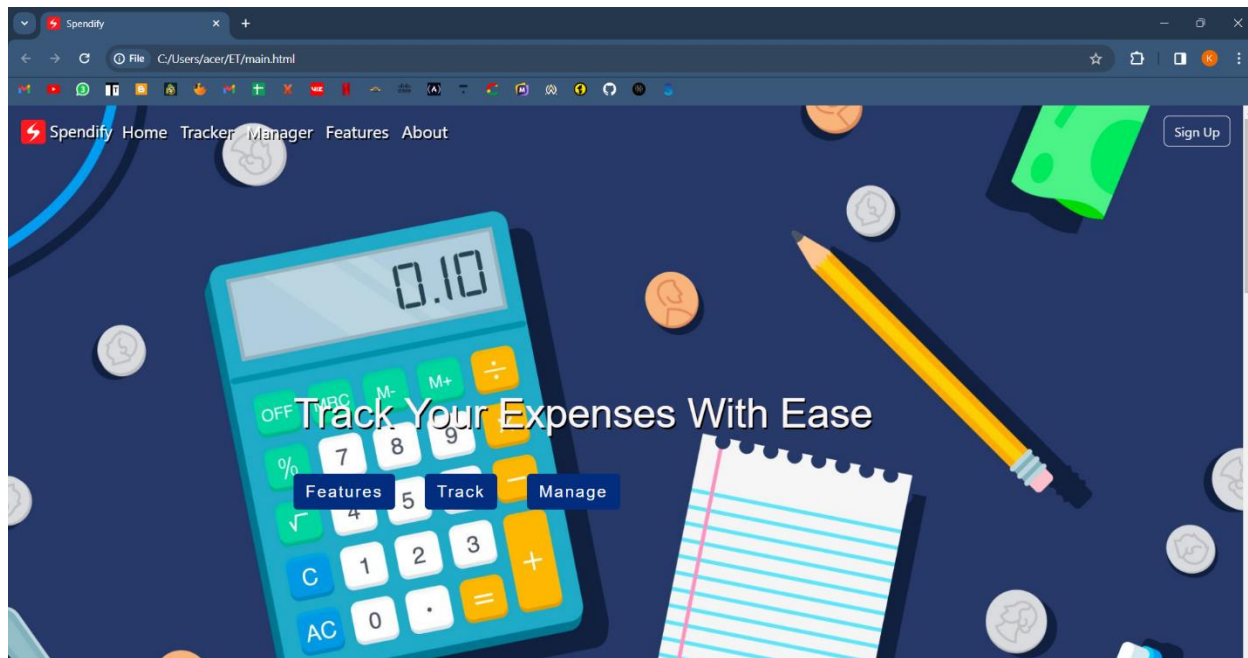 Spendify
File C:/Users/acer/ET/main.html
K
Spendify Home Tracker Manager Features About
Sign Up
0.10
OFF MRC M- M+ ÷
Track Your Expenses With Ease
% 7 8 9
Features Track Manage
√ 4 5 −
C 1 2 3 +
AC 0 . =